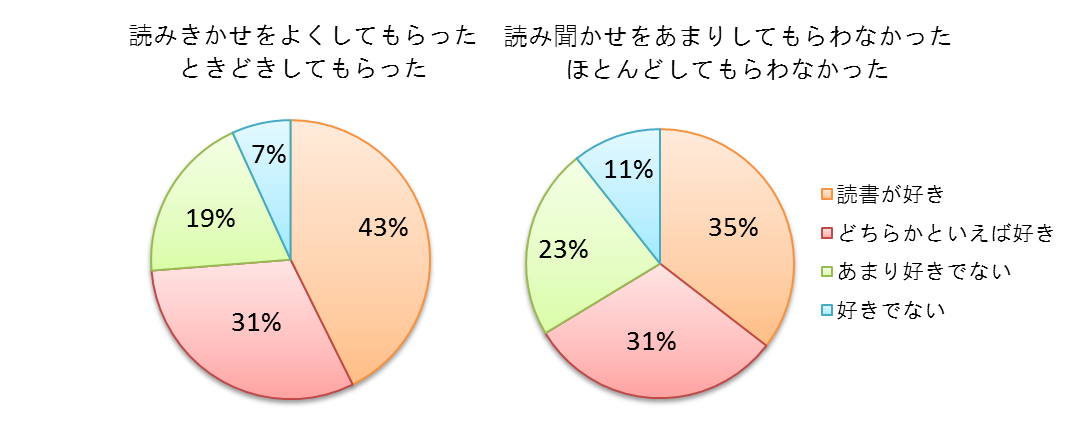 読みきかせをよくしてもらった
ときどきしてもらった
読み聞かせをあまりしてもらわなかった
ほとんどしてもらわなかった
7%
43%
19%
31%
11%
35%
23%
31%
読書が好き
どちらかといえば好き
あまり好きでない
好きでない